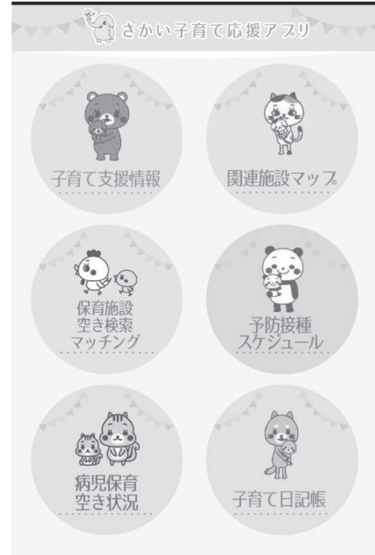 さかい子育て応援アプリ
子育て支援情報
関連施設マップ
保育施設
空き検索
マッチング
予防接種
スケジュール
病児保育
空き状況
子育て日記帳